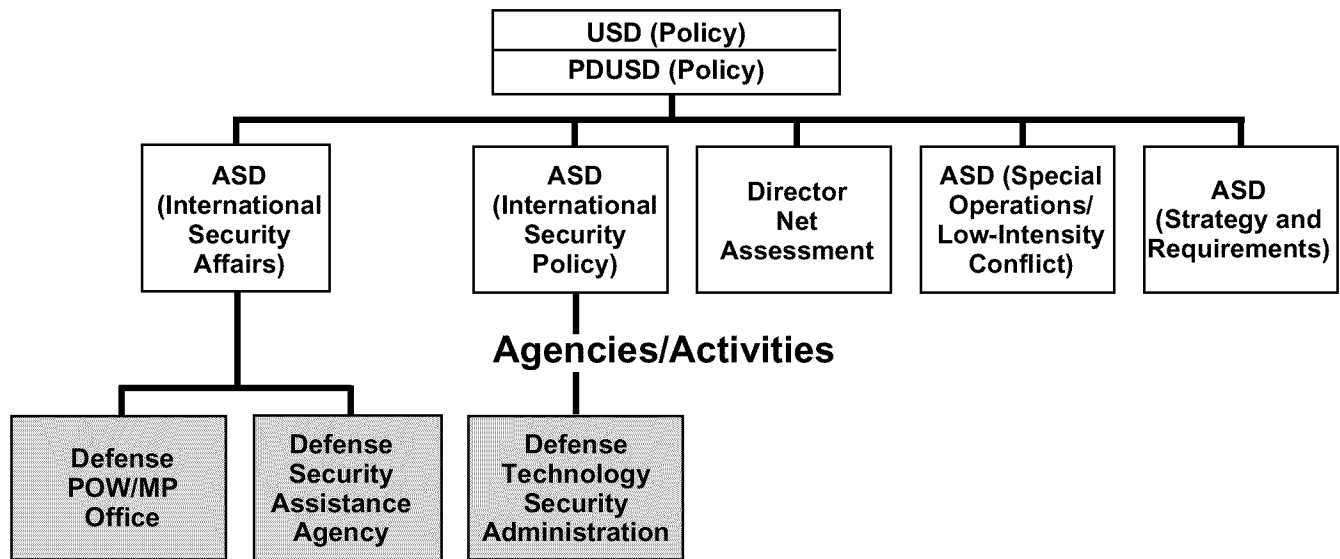 USD (Policy)
PDUSD (Policy)
ASD
(International
Security
Affairs)
ASD
(International
Security
Policy)
Director
Net
Assessment
ASD (Special
Operations/
Low-Intensity
Conflict)
ASD
(Strategy and
Requirements)
Agencies/Activities
Defense
POW/MP
Office
Defense
Security
Assistance
Agency
Defense
Technology
Security
Administration